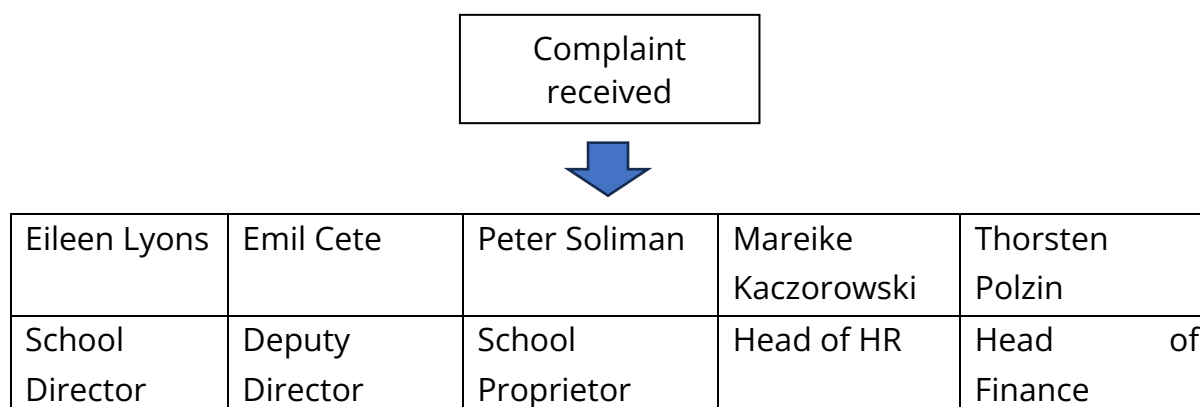 Complaint
received
Eileen Lyons
Emil Cete
Peter Soliman
Mareike
Kaczorowski
Thorsten
Polzin
School
Director
Deputy
Director
School
Proprietor
Head of HR
Head of
Finance